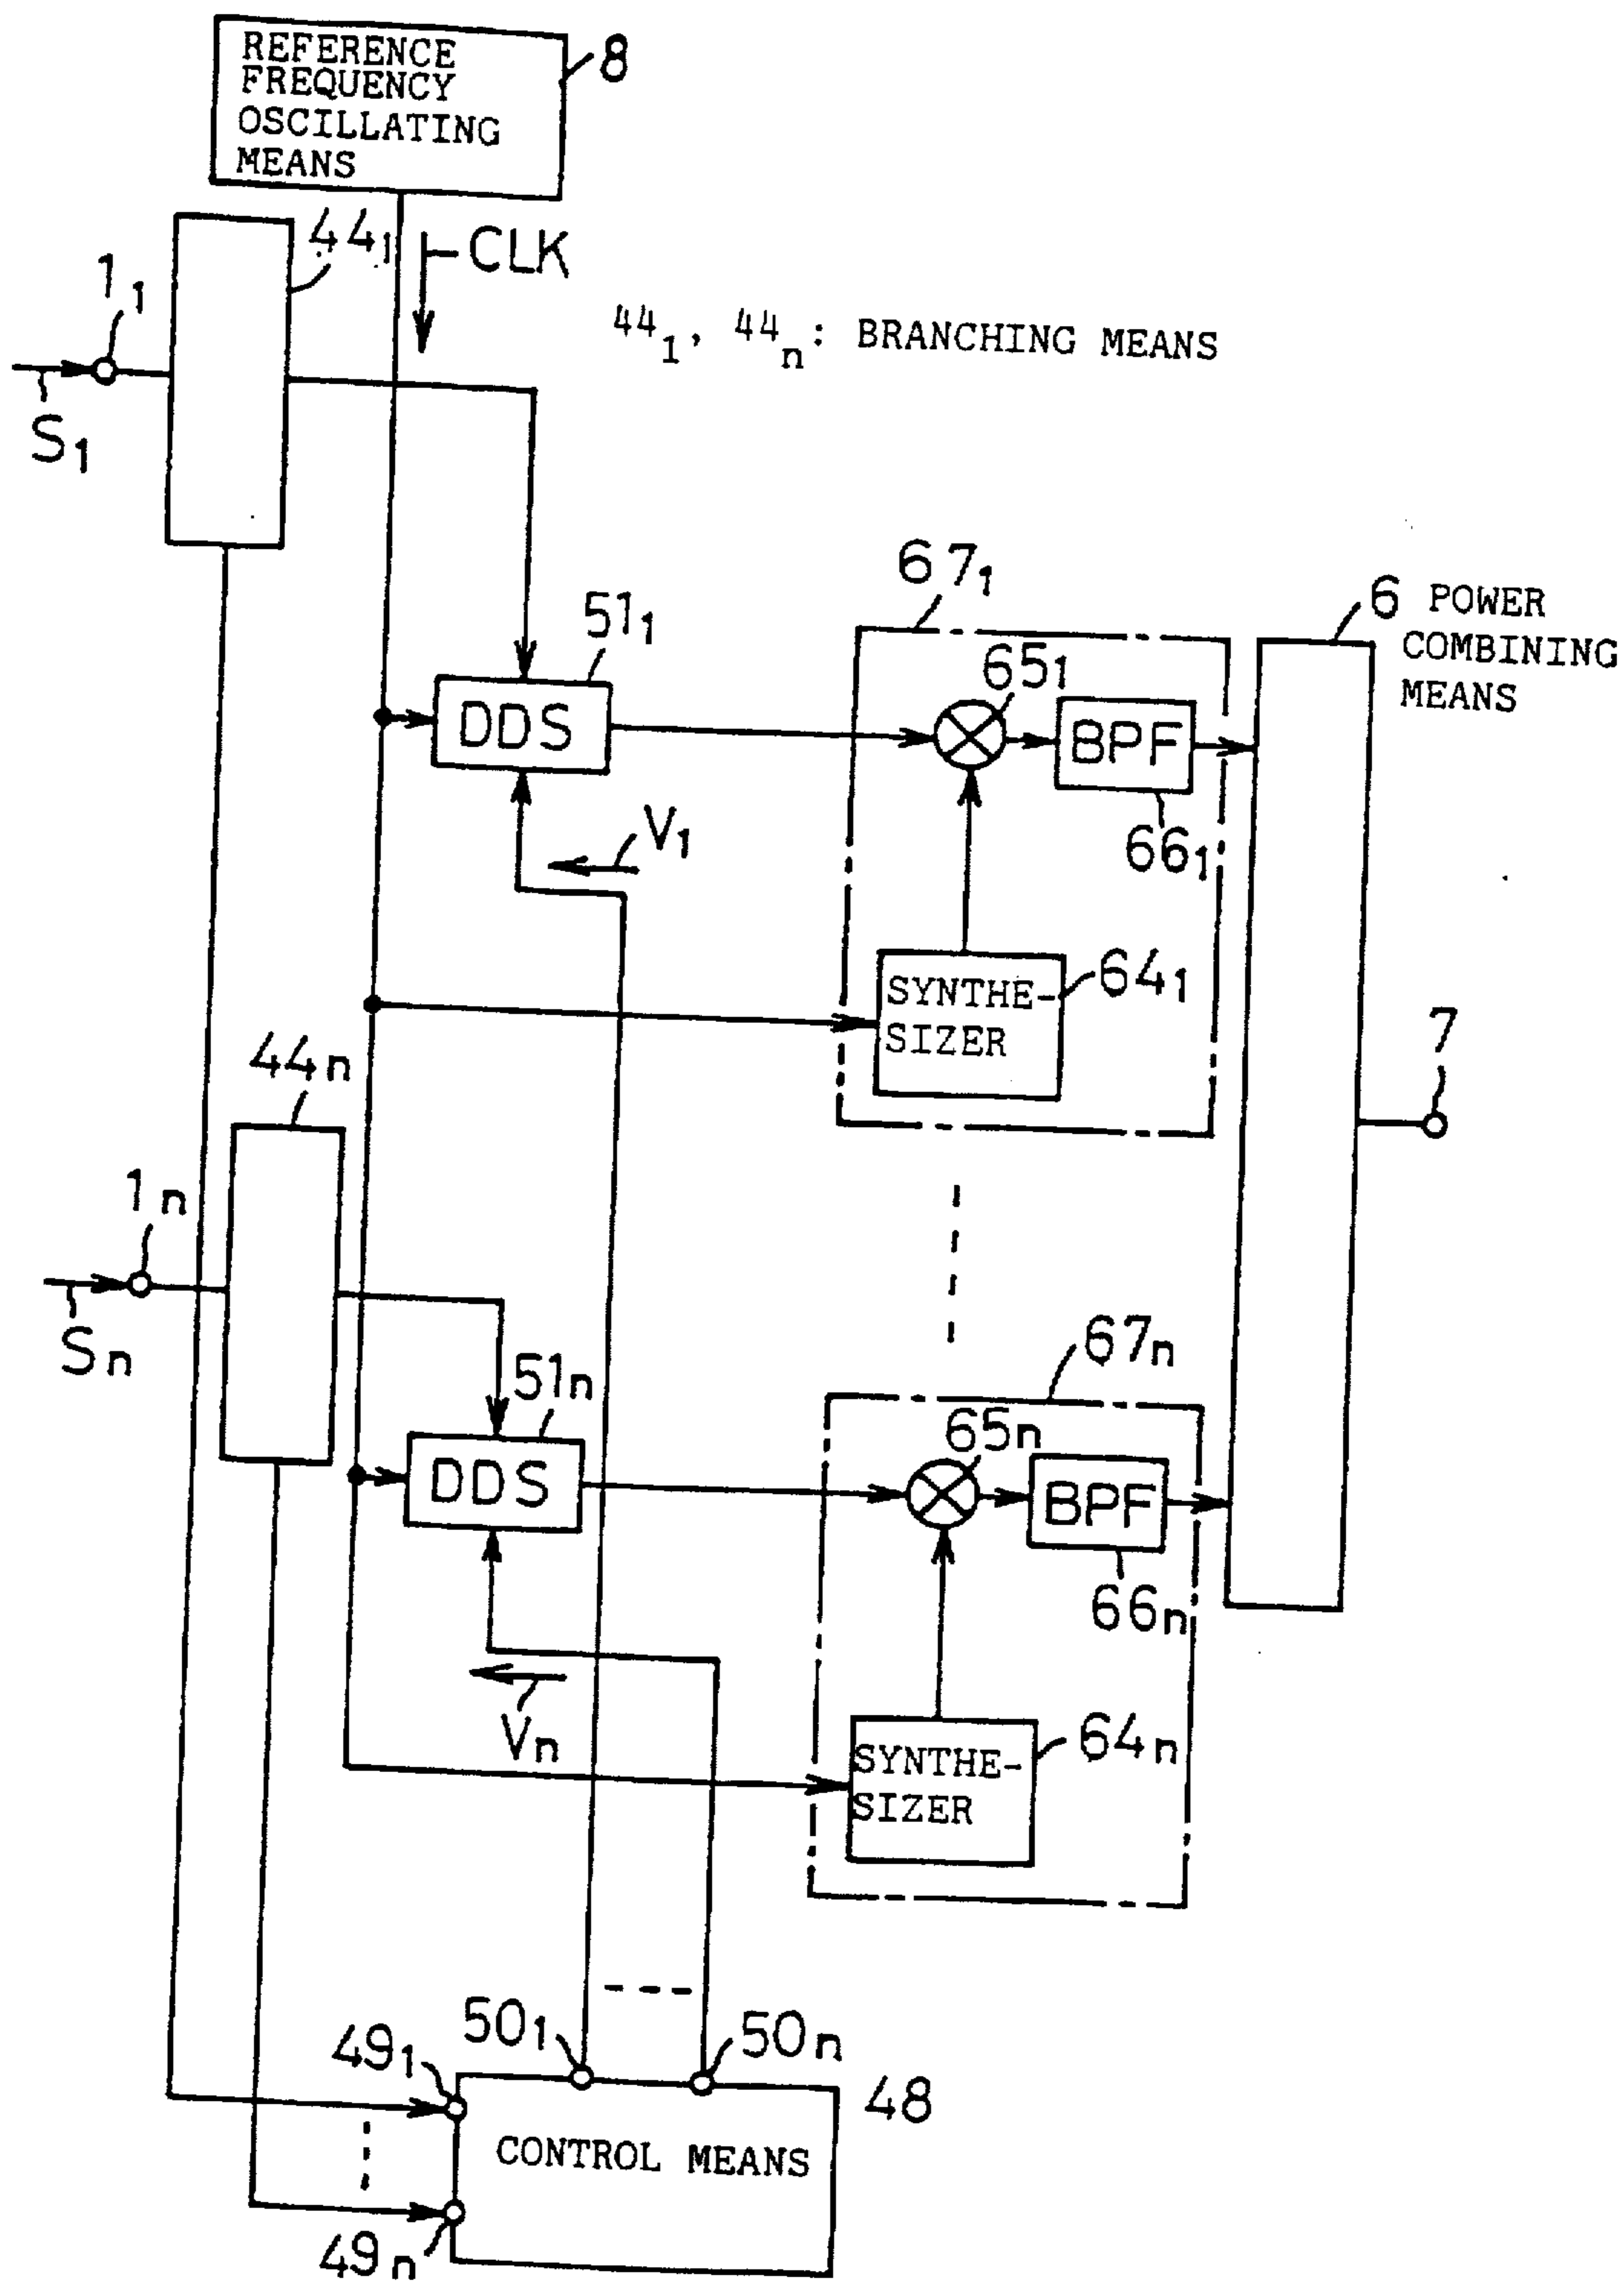 REFERENCE
FREQUENCY
OSCILLATING
MEANS
8
44₁
CLK
1₁
44₁, 44ₙ: BRANCHING MEANS
S₁
67₁
6 POWER
COMBINING
MEANS
51₁
65₁
DDS
BPF
V₁
66₁
SYNTHE-
SIZER
64₁
7
44n
1n
Sn
67n
51n
65n
DDS
BPF
66n
Vn
SYNTHE-
SIZER
64n
50₁
50n
49₁
48
CONTROL MEANS
49n